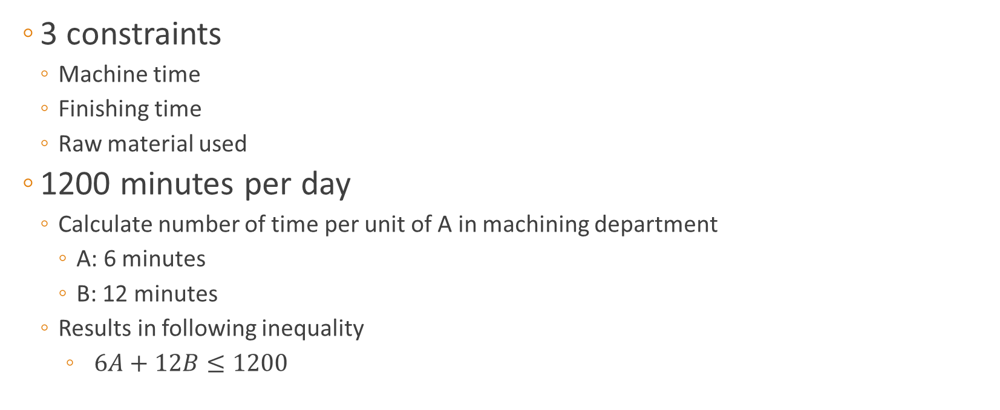 3 constraints
Machine time
Finishing time
Raw material used
1200 minutes per day
Calculate number of time per unit of A in machining department
A: 6 minutes
B: 12 minutes
Results in following inequality
6A + 12B ≤ 1200